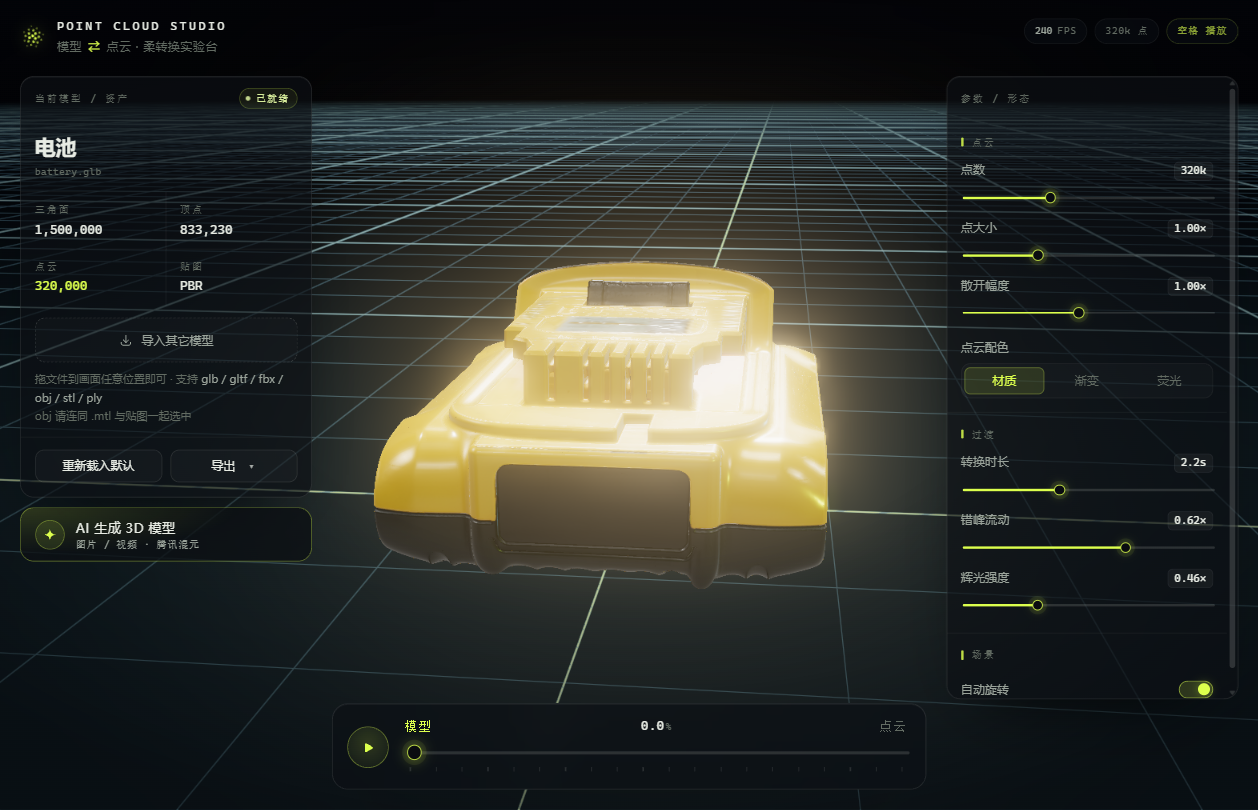 POINT CLOUD STUDIO
模型 ⇄ 点云 · 柔转换实验台
240 FPS
320k 点
空格 播放
当前模型 / 资产
已就绪
电池
battery.glb
三角面
顶点
1,500,000
833,230
点云
贴图
320,000
PBR
导入其它模型
拖文件到画面任意位置即可 · 支持 glb / gltf / fbx /
obj / stl / ply
obj 请连同 .mtl 与贴图一起选中
重新载入默认
导出 ▾
AI 生成 3D 模型
图片 / 视频 · 腾讯混元
参数 / 形态
点云
点数
320k
点大小
1.00×
散开幅度
1.00×
点云配色
材质
渐变
荧光
过渡
转换时长
2.2s
错峰流动
0.62×
辉光强度
0.46×
场景
自动旋转
模型
0.0%
点云